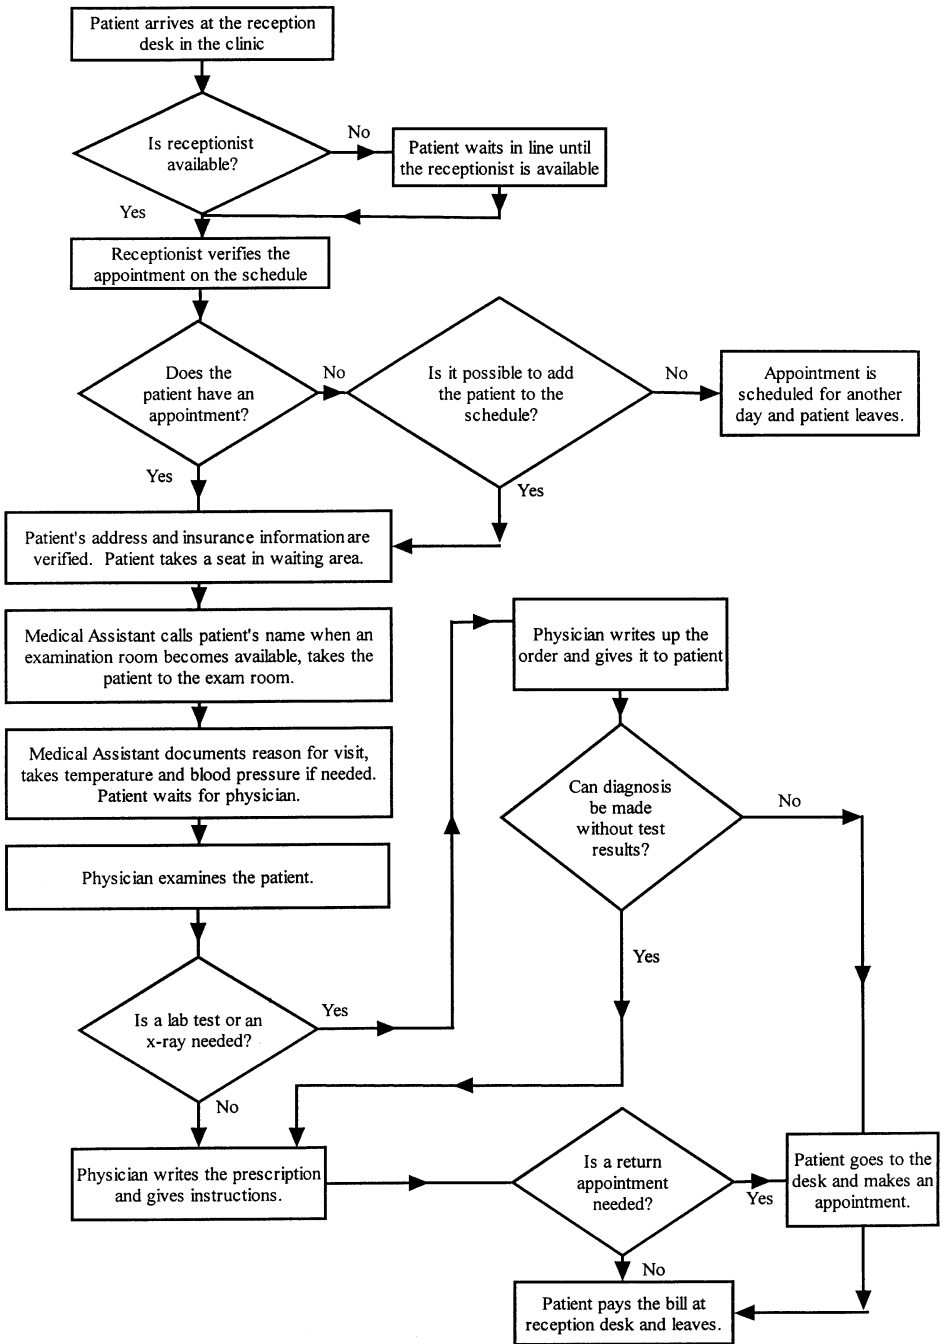 Patient arrives at the reception
desk in the clinic
Is receptionist
available?
No
Patient waits in line until
the receptionist is available
Yes
Receptionist verifies the
appointment on the schedule
Does the
patient have an
appointment?
No
Is it possible to add
the patient to the
schedule?
No
Appointment is
scheduled for another
day and patient leaves.
Yes
Yes
Patient's address and insurance information are
verified. Patient takes a seat in waiting area.
Medical Assistant calls patient's name when an
examination room becomes available, takes the
patient to the exam room.
Medical Assistant documents reason for visit,
takes temperature and blood pressure if needed.
Patient waits for physician.
Physician examines the patient.
Is a lab test or an
x-ray needed?
Yes
Physician writes up the
order and gives it to patient
Can diagnosis
be made
without test
results?
No
Yes
No
Physician writes the prescription
and gives instructions.
Is a return
appointment
needed?
Yes
Patient goes to the
desk and makes an
appointment.
No
Patient pays the bill at
reception desk and leaves.